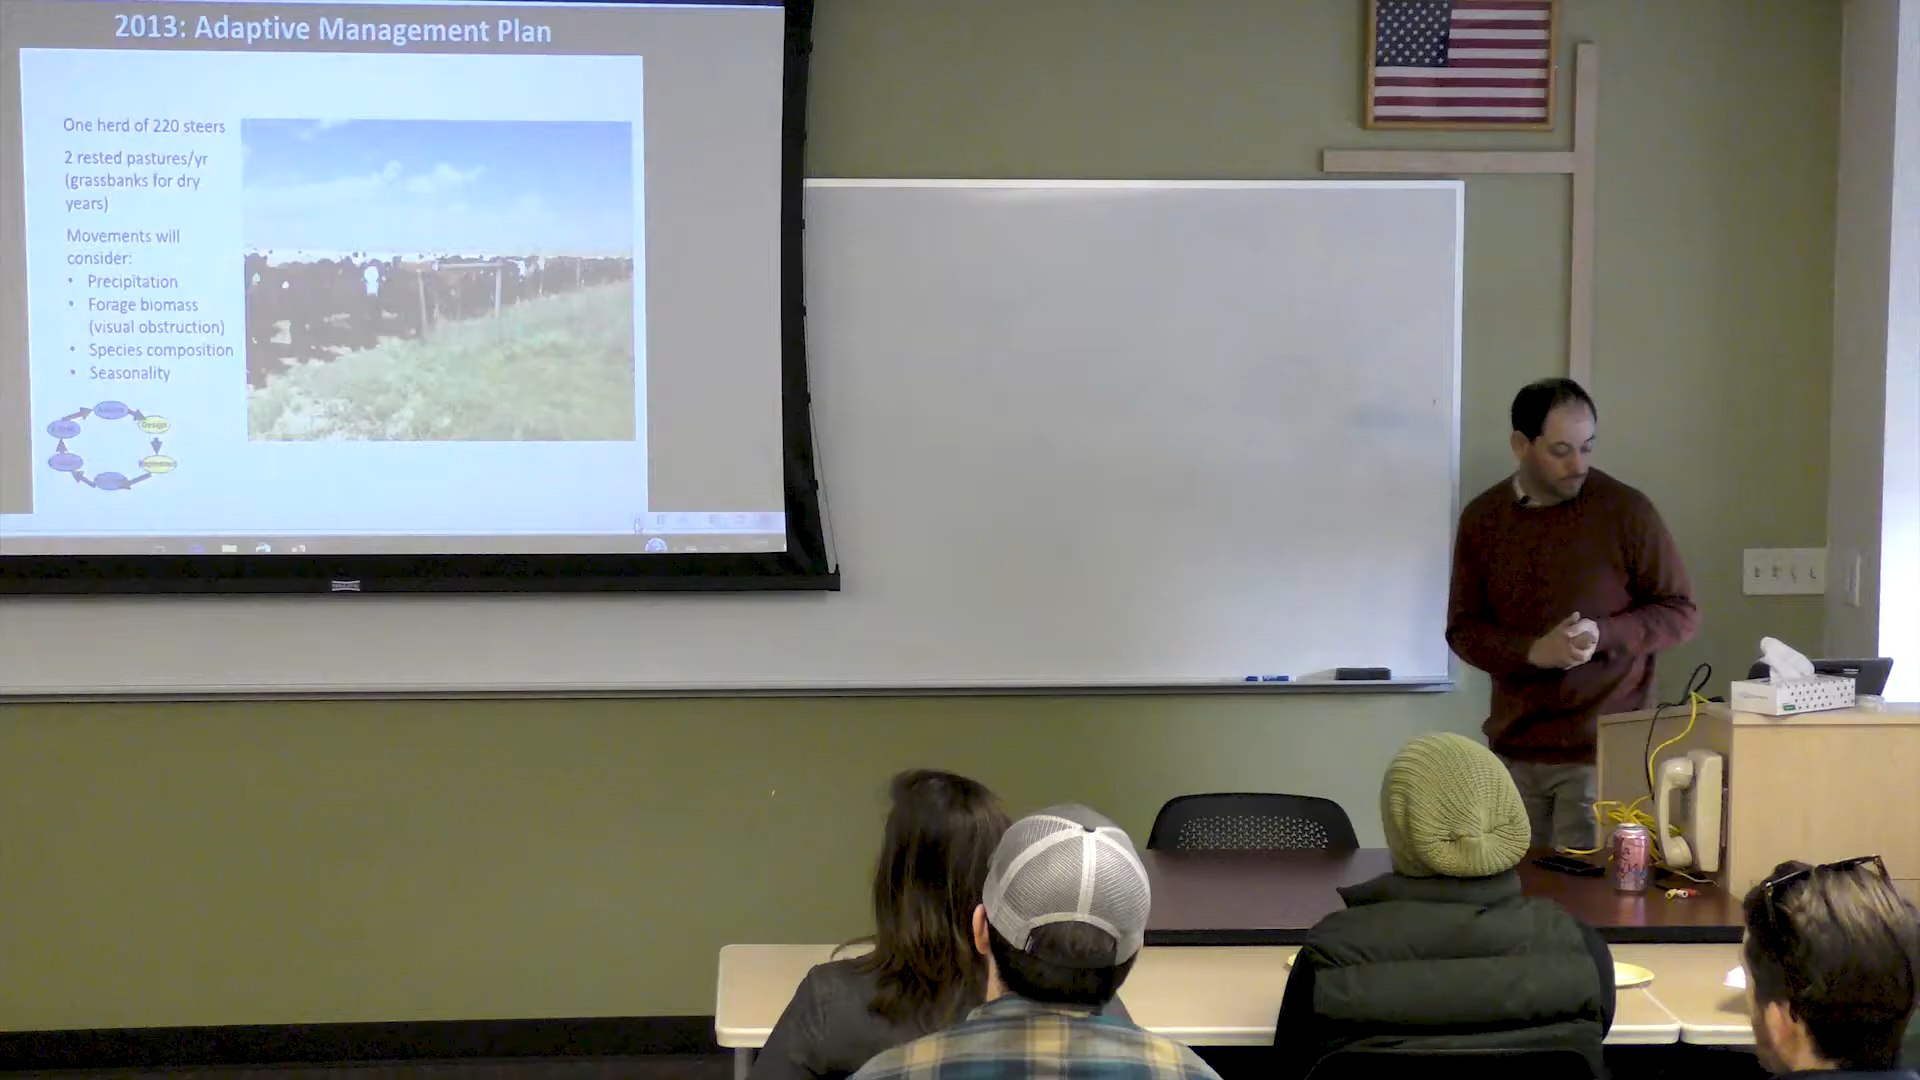 2013: Adaptive Management Plan
One herd of 220 steers
2 rested pastures/yr
(grassbanks for dry
years)
Movements will
consider:
• Precipitation
• Forage biomass
(visual obstruction)
• Species composition
• Seasonality
Design